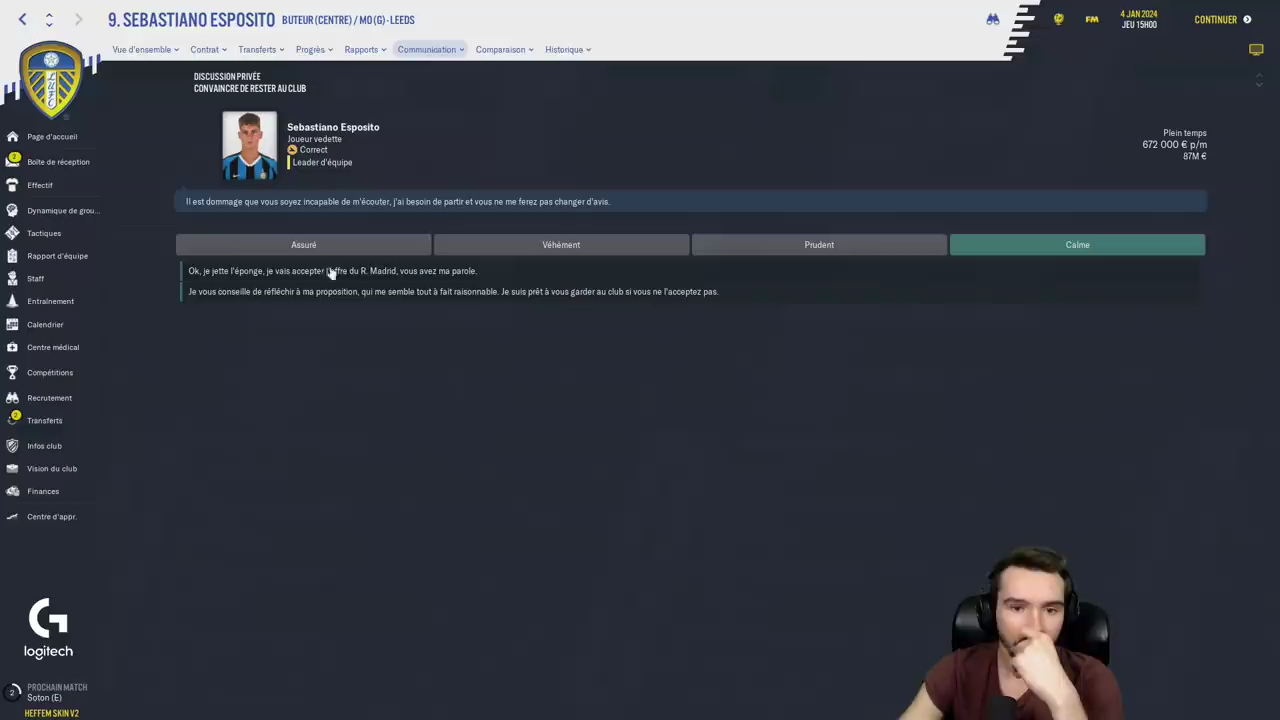 9. SEBASTIANO ESPOSITO BUTEUR (CENTRE) / MO (G) - LEEDS
FM
4 JAN 2024
JEU 15H00
CONTINUER
Vue d'ensemble
Contrat
Transferts
Progrès
Rapports
Communication
Comparaison
Historique
DISCUSSION PRIVÉE
CONVAINCRE DE RESTER AU CLUB
Sebastiano Esposito
Joueur vedette
Correct
Leader d'équipe
Plein temps
672 000 € p/m
87M €
Il est dommage que vous soyez incapable de m'écouter, j'ai besoin de partir et vous ne me ferez pas changer d'avis.
Assuré
Véhément
Prudent
Calme
Ok, je jette l'éponge, je vais accepter l'offre du R. Madrid, vous avez ma parole.
Je vous conseille de réfléchir à ma proposition, qui me semble tout à fait raisonnable. Je suis prêt à vous garder au club si vous ne l'acceptez pas.
LUFC
Page d'accueil
2
Boîte de réception
Effectif
Dynamique de grou...
Tactiques
Rapport d'équipe
Staff
Entraînement
Calendrier
Centre médical
Compétitions
Recrutement
2
Transferts
Infos club
Vision du club
Finances
Centre d'appr.
logitech
2
PROCHAIN MATCH
Soton (E)
HEFFEM SKIN V2